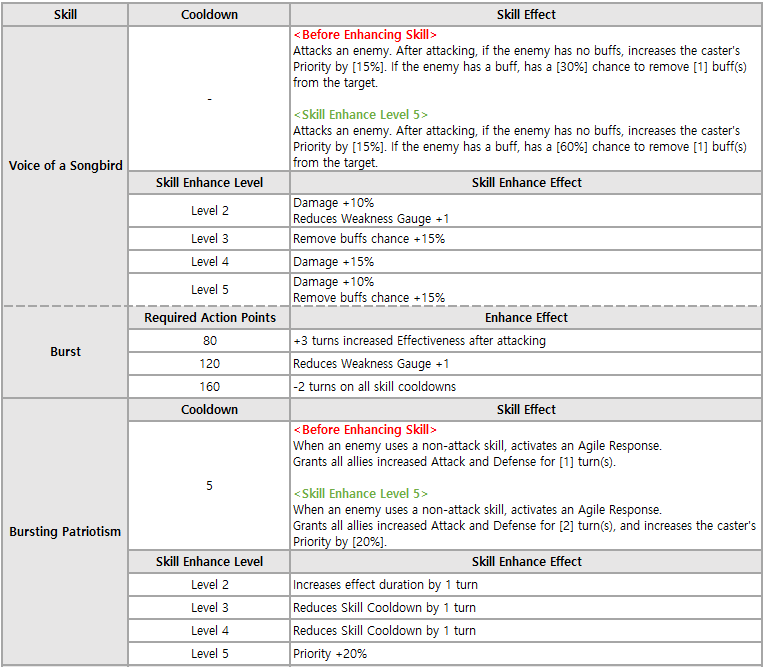 Skill Cooldown Skill Effect
Voice of a Songbird
-
<Before Enhancing Skill>
Attacks an enemy. After attacking, if the enemy has no buffs, increases the caster's
Priority by [15%]. If the enemy has a buff, has a [30%] chance to remove [1] buff(s)
from the target.
<Skill Enhance Level 5>
Attacks an enemy. After attacking, if the enemy has no buffs, increases the caster's
Priority by [15%]. If the enemy has a buff, has a [60%] chance to remove [1] buff(s)
from the target.
Skill Enhance Level Skill Enhance Effect
Level 2
Damage +10%
Reduces Weakness Gauge +1
Level 3 Remove buffs chance +15%
Level 4 Damage +15%
Level 5
Damage +10%
Remove buffs chance +15%
Burst
Required Action Points Enhance Effect
80 +3 turns increased Effectiveness after attacking
120 Reduces Weakness Gauge +1
160 -2 turns on all skill cooldowns
Bursting Patriotism
Cooldown Skill Effect
5
<Before Enhancing Skill>
When an enemy uses a non-attack skill, activates an Agile Response.
Grants all allies increased Attack and Defense for [1] turn(s).
<Skill Enhance Level 5>
When an enemy uses a non-attack skill, activates an Agile Response.
Grants all allies increased Attack and Defense for [2] turn(s), and increases the caster's
Priority by [20%].
Skill Enhance Level Skill Enhance Effect
Level 2 Increases effect duration by 1 turn
Level 3 Reduces Skill Cooldown by 1 turn
Level 4 Reduces Skill Cooldown by 1 turn
Level 5 Priority +20%